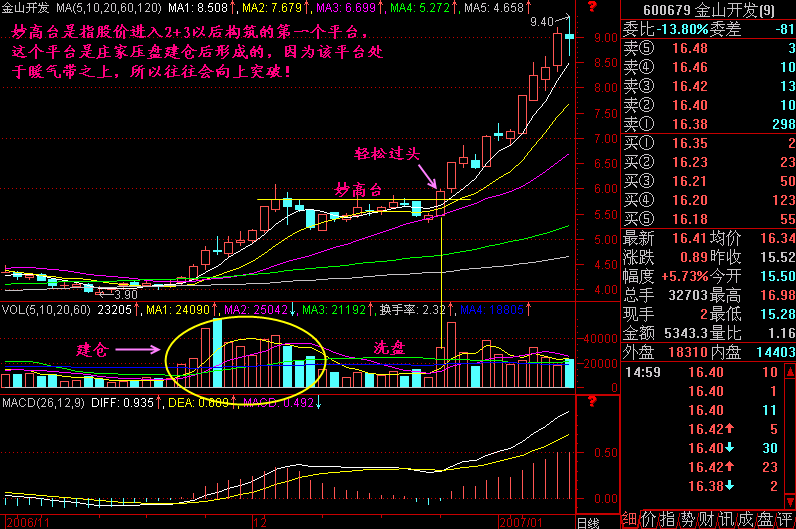 金山开发 MA(5,10,20,60,120) MA1: 8.508↑ MA2: 7.679↑ MA3: 6.699↑ MA4: 5.272↑ MA5: 4.658↑
炒高台是指股价进入2+3以后构筑的第一个平台,
这个平台是庄家压盘建仓后形成的,因为该平台处
于暖气带之上,所以往往会向上突破!
9.40
?
9.00
8.50
8.00
7.50
7.00
6.50
6.00
5.50
5.00
4.50
4.00
轻松过头
炒高台
3.90
VOL(5,10,20,60) 23205↑ MA1: 24090↑ MA2: 25042↓ MA3: 21192↑ 换手率: 2.32↑ MA4: 18805↑
建仓
洗盘
40000
20000
0
MACD(26,12,9) DIFF: 0.935↑ DEA: 0.689↑ MACD: 0.492↓
?
0.50
0.00
2006/11
12
2007/01
日线
600679 金山开发(9)
委比 -13.80% 委差 -81
卖⑤ 16.48 3
卖④ 16.46 10
卖③ 16.42 13
卖② 16.40 10
卖① 16.38 298
买① 16.35 2
买② 16.23 23
买③ 16.21 50
买④ 16.20 123
买⑤ 16.18 55
最新 16.41 均价 16.34
涨跌 0.89 昨收 15.52
幅度 +5.73% 今开 15.50
总手 32703 最高 16.98
现手 2 最低 15.28
金额 5343.3 量比 1.16
外盘 18310 内盘 14403
14:59 16.40 10
16.40 1
16.40 11
16.42↑ 5
16.40↓ 30
16.42↑ 23
16.38↓ 2
细 价 指 势 财 讯 成 盘 评